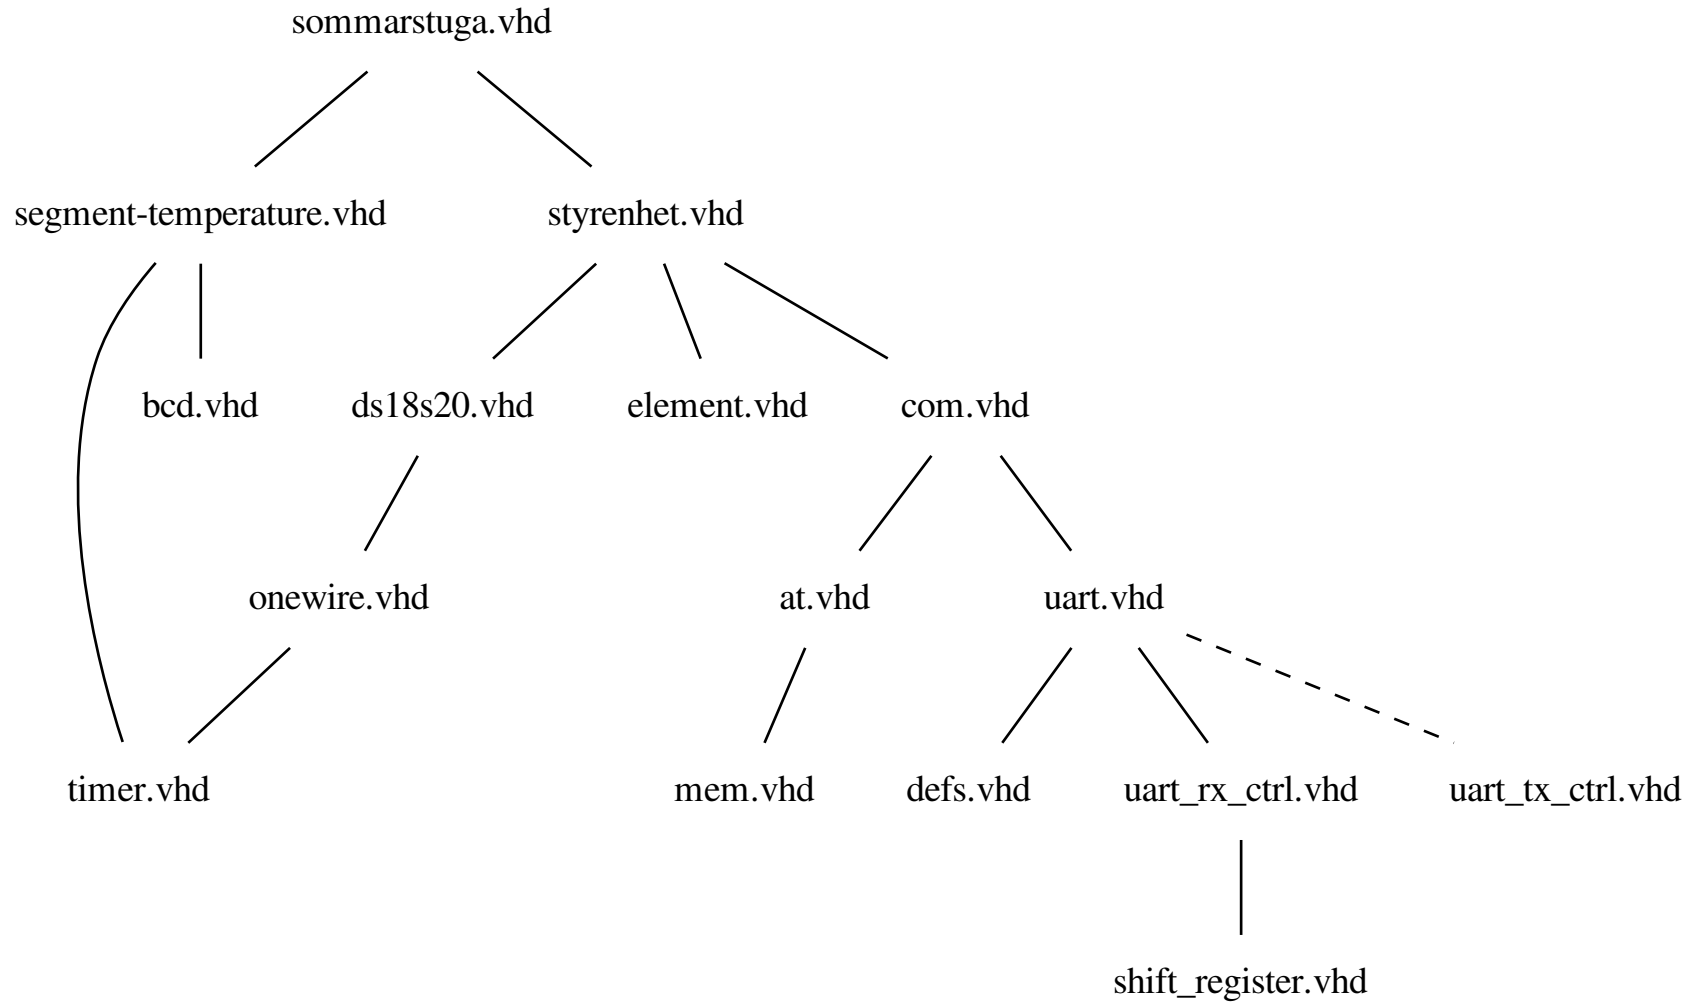 sommarstuga.vhd
segment-temperature.vhd styrenhet.vhd
bcd.vhd ds18s20.vhd element.vhd com.vhd
onewire.vhd at.vhd uart.vhd
timer.vhd mem.vhd defs.vhd uart_rx_ctrl.vhd uart_tx_ctrl.vhd
shift_register.vhd